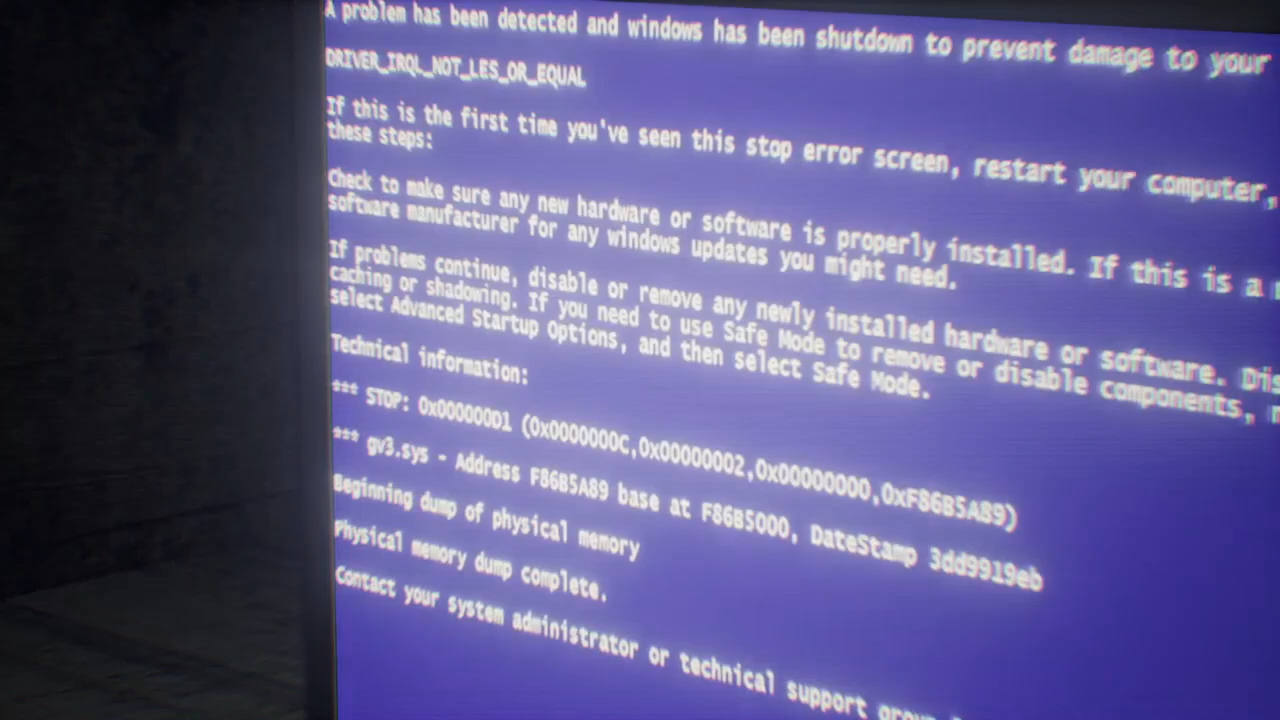 A problem has been detected and windows has been shutdown to prevent damage to your
DRIVER_IRQL_NOT_LES_OR_EQUAL
If this is the first time you've seen this stop error screen, restart your computer,
these steps:
Check to make sure any new hardware or software is properly installed. If this is a
software manufacturer for any windows updates you might need.
If problems continue, disable or remove any newly installed hardware or software. Dis
caching or shadowing. If you need to use Safe Mode to remove or disable components,
select Advanced Startup Options, and then select Safe Mode.
Technical information:
*** STOP: 0x000000D1 (0x0000000C,0x00000002,0x00000000,0xF86B5A89)
*** gv3.sys - Address F86B5A89 base at F86B5000, DateStamp 3dd9919eb
Beginning dump of physical memory
Physical memory dump complete.
Contact your system administrator or technical support group